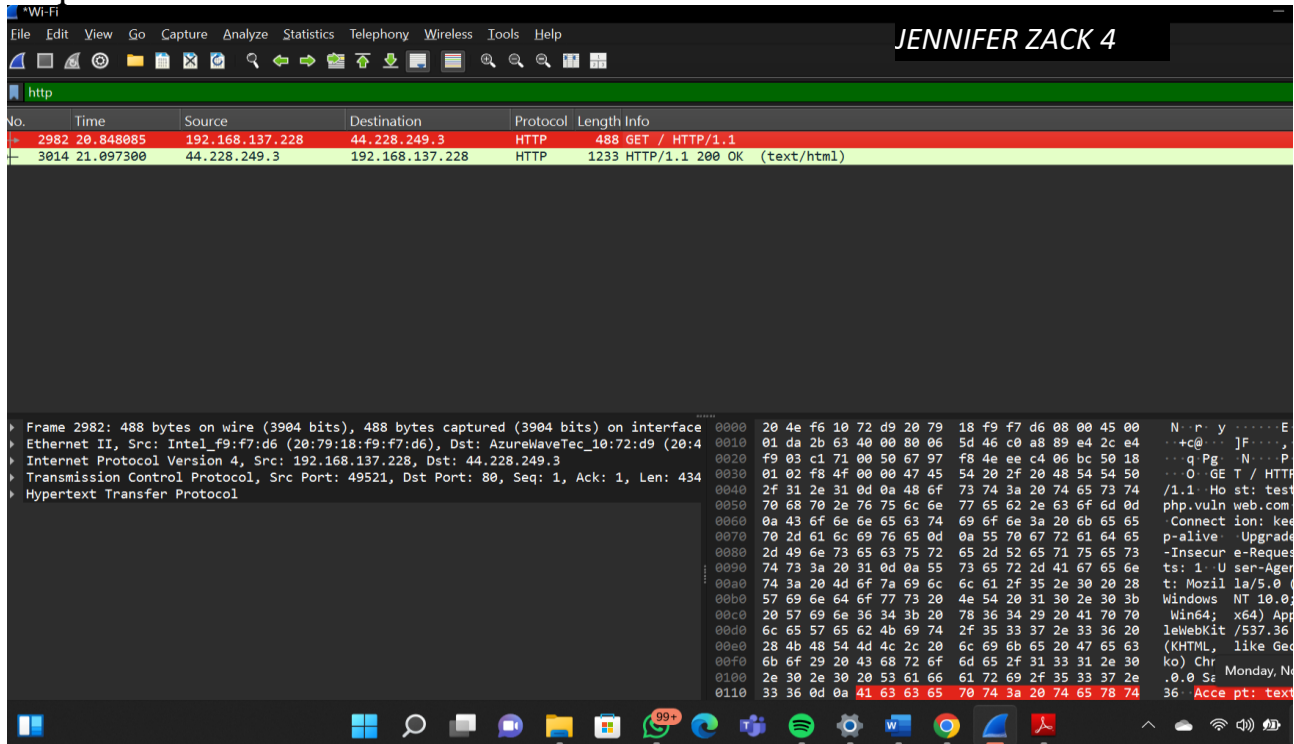 *Wi-Fi
File Edit View Go Capture Analyze Statistics Telephony Wireless Tools Help
JENNIFER ZACK 4
http
No. Time Source Destination Protocol Length Info
2982 20.848085 192.168.137.228 44.228.249.3 HTTP 488 GET / HTTP/1.1
3014 21.097300 44.228.249.3 192.168.137.228 HTTP 1233 HTTP/1.1 200 OK (text/html)
Frame 2982: 488 bytes on wire (3904 bits), 488 bytes captured (3904 bits) on interface
Ethernet II, Src: Intel_f9:f7:d6 (20:79:18:f9:f7:d6), Dst: AzureWaveTec_10:72:d9 (20:4
Internet Protocol Version 4, Src: 192.168.137.228, Dst: 44.228.249.3
Transmission Control Protocol, Src Port: 49521, Dst Port: 80, Seq: 1, Ack: 1, Len: 434
Hypertext Transfer Protocol
0000 20 4e f6 10 72 d9 20 79 18 f9 f7 d6 08 00 45 00 N··r· y ······E·
0010 01 da 2b 63 40 00 80 06 5d 46 c0 a8 89 e4 2c e4 ··+c@··· ]F····,·
0020 f9 03 c1 71 00 50 67 97 f8 4e ee c4 06 bc 50 18 ···q·Pg· ·N····P·
0030 01 02 f8 4f 00 00 47 45 54 20 2f 20 48 54 54 50 ···O··GE T / HTTP
0040 2f 31 2e 31 0d 0a 48 6f 73 74 3a 20 74 65 73 74 /1.1··Ho st: test
0050 70 68 70 2e 76 75 6c 6e 77 65 62 2e 63 6f 6d 0d php.vuln web.com·
0060 0a 43 6f 6e 6e 65 63 74 69 6f 6e 3a 20 6b 65 65 ·Connect ion: kee
0070 70 2d 61 6c 69 76 65 0d 0a 55 70 67 72 61 64 65 p-alive· ·Upgrade
0080 2d 49 6e 73 65 63 75 72 65 2d 52 65 71 75 65 73 -Insecur e-Reques
0090 74 73 3a 20 31 0d 0a 55 73 65 72 2d 41 67 65 6e ts: 1··U ser-Agen
00a0 74 3a 20 4d 6f 7a 69 6c 6c 61 2f 35 2e 30 20 28 t: Mozil la/5.0 (
00b0 57 69 6e 64 6f 77 73 20 4e 54 20 31 30 2e 30 3b Windows NT 10.0;
00c0 20 57 69 6e 36 34 3b 20 78 36 34 29 20 41 70 70 Win64; x64) App
00d0 6c 65 57 65 62 4b 69 74 2f 35 33 37 2e 33 36 20 leWebKit /537.36
00e0 28 4b 48 54 4d 4c 2c 20 6c 69 6b 65 20 47 65 63 (KHTML, like Gec
00f0 6b 6f 29 20 43 68 72 6f 6d 65 2f 31 33 31 2e 30 ko) Chr
0100 2e 30 2e 30 20 53 61 66 61 72 69 2f 35 33 37 2e .0.0 Sa
Monday, No
0110 33 36 0d 0a 41 63 63 65 70 74 3a 20 74 65 78 74 36··Acce pt: text
99+